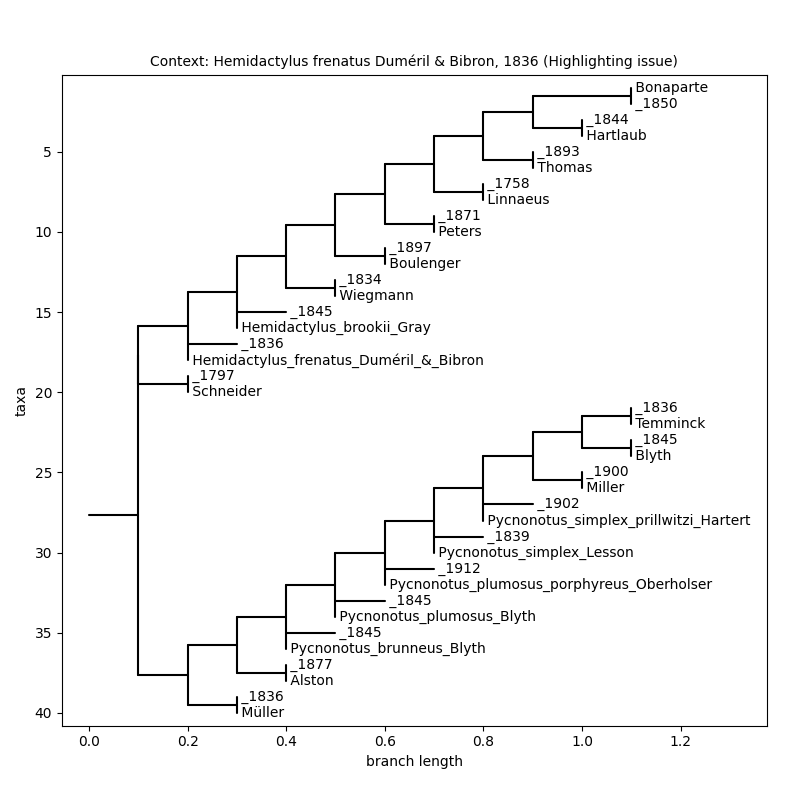 Context: Hemidactylus frenatus Duméril & Bibron, 1836 (Highlighting issue)
Bonaparte
_1850
_1844
Hartlaub
_1893
Thomas
_1758
Linnaeus
_1871
Peters
_1897
Boulenger
_1834
Wiegmann
_1845
Hemidactylus_brookii_Gray
_1836
Hemidactylus_frenatus_Duméril_&_Bibron
_1797
Schneider
_1836
Temminck
_1845
Blyth
_1900
Miller
_1902
Pycnonotus_simplex_prillwitzi_Hartert
_1839
Pycnonotus_simplex_Lesson
_1912
Pycnonotus_plumosus_porphyreus_Oberholser
_1845
Pycnonotus_plumosus_Blyth
_1845
Pycnonotus_brunneus_Blyth
_1877
Alston
_1836
Müller
5
10
15
20
25
30
35
40
taxa
0.0 0.2 0.4 0.6 0.8 1.0 1.2
branch length